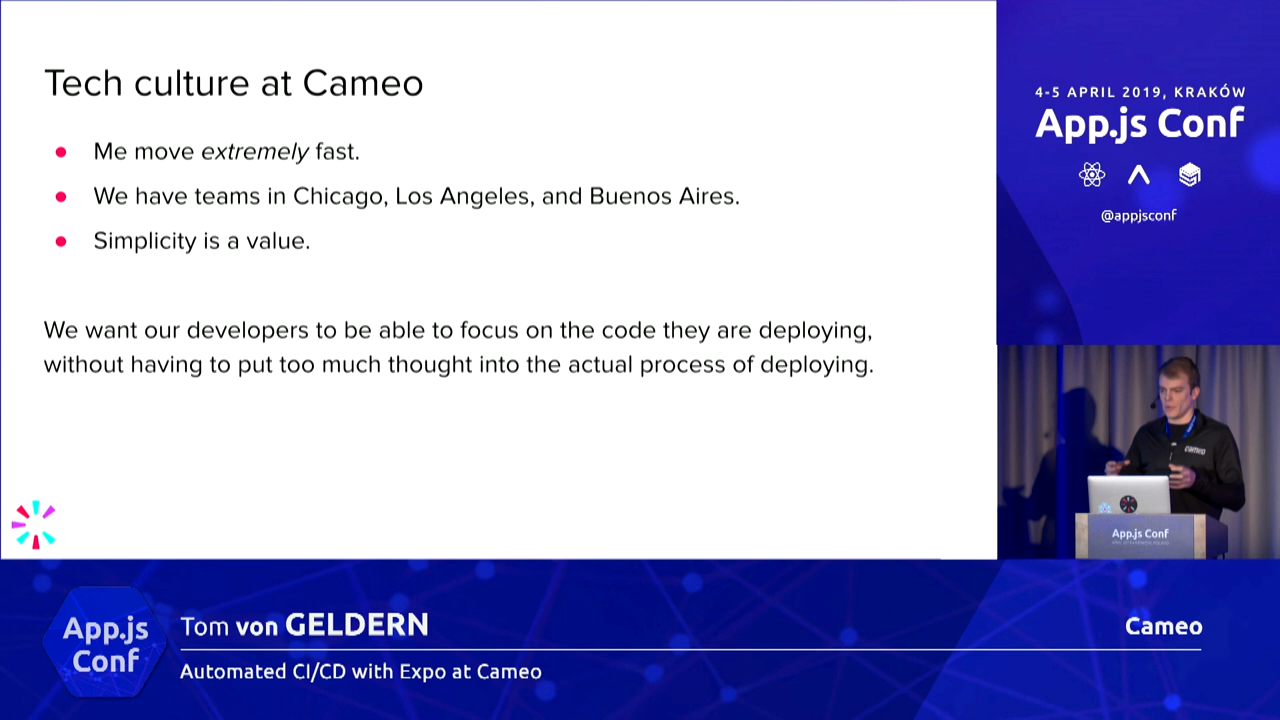 Tech culture at Cameo
Me move extremely fast.
We have teams in Chicago, Los Angeles, and Buenos Aires.
Simplicity is a value.
We want our developers to be able to focus on the code they are deploying,
without having to put too much thought into the actual process of deploying.
4-5 APRIL 2019, KRAKÓW
App.js Conf
@appjsconf
cameo
App.js Conf
App.js
Conf
Tom von GELDERN
Automated CI/CD with Expo at Cameo
Cameo